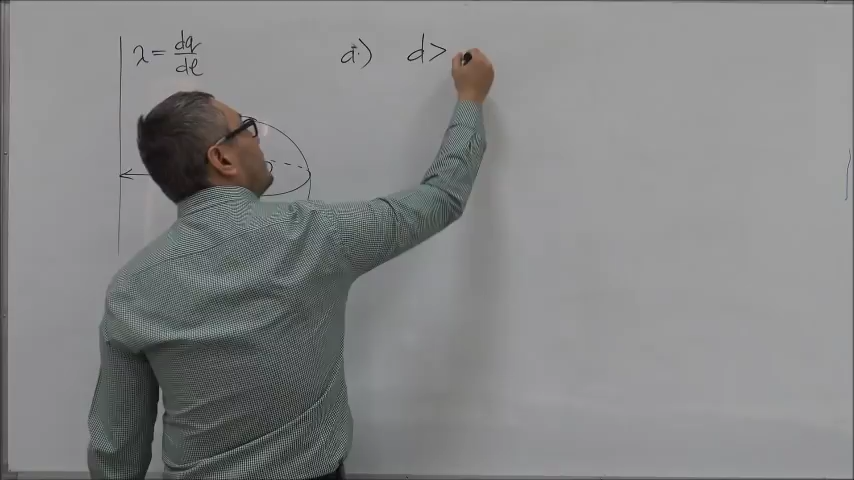 λ = dq/dl
a.) d >